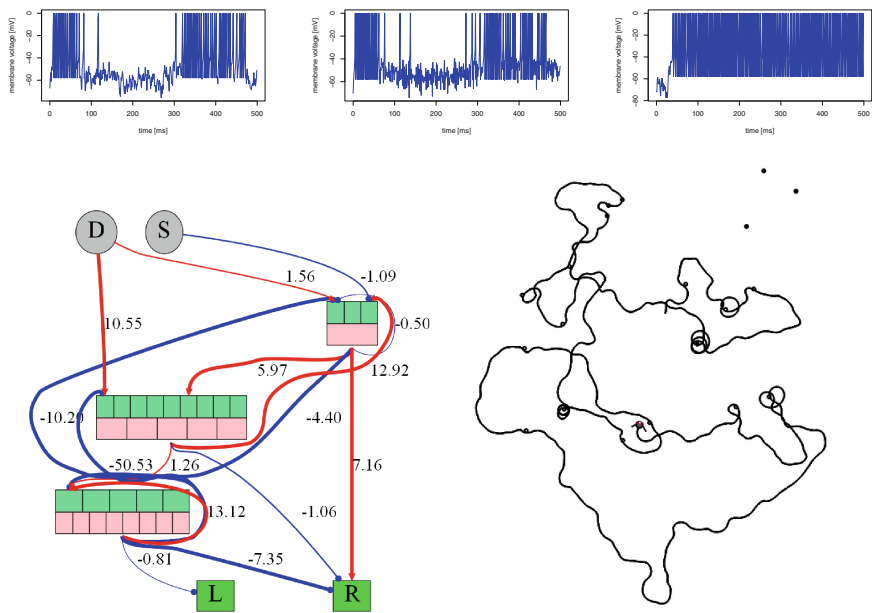 membrane voltage [mV]
0
−20
−40
−60
0 100 200 300 400 500
time [ms]
membrane voltage [mV]
0
−20
−40
−60
0 100 200 300 400 500
time [ms]
membrane voltage [mV]
0
−20
−40
−60
−80
0 100 200 300 400 500
time [ms]
D
S
1.56
-1.09
10.55
-0.50
5.97
12.92
-10.20
-4.40
-50.53
1.26
7.16
13.12
-1.06
-0.81
-7.35
L
R